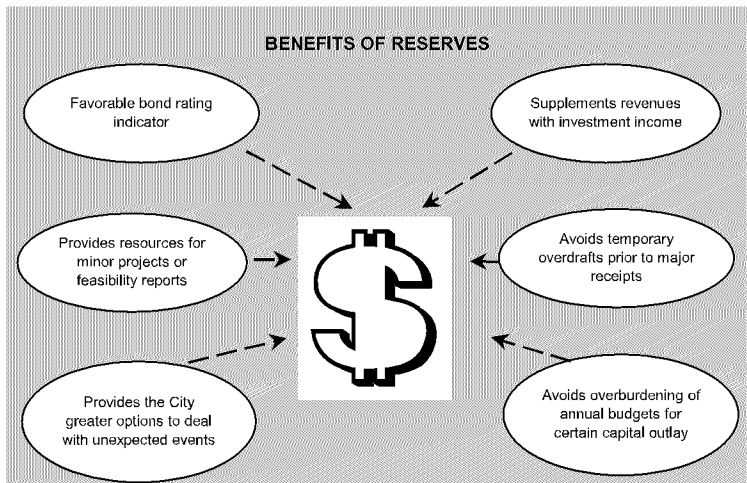 BENEFITS OF RESERVES
Favorable bond rating
indicator
Supplements revenues
with investment income
Provides resources for
minor projects or
feasibility reports
Avoids temporary
overdrafts prior to major
receipts
Provides the City
greater options to deal
with unexpected events
Avoids overburdening of
annual budgets for
certain capital outlay
$